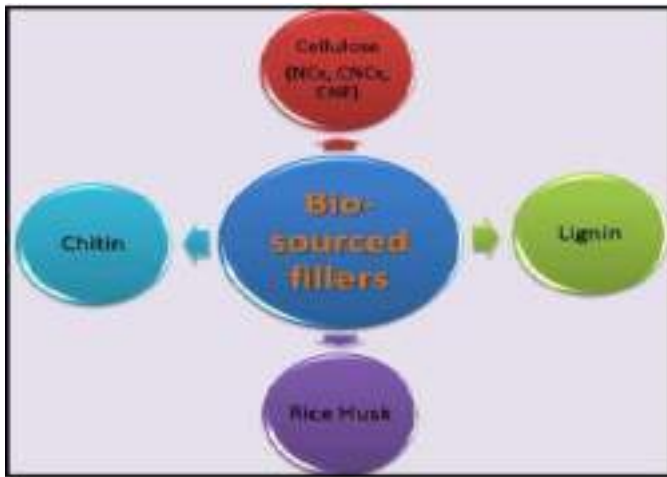 Cellulose
(NCs, CNCs,
CNF)
Bio-
sourced
fillers
Chitin
Lignin
Rice Husk